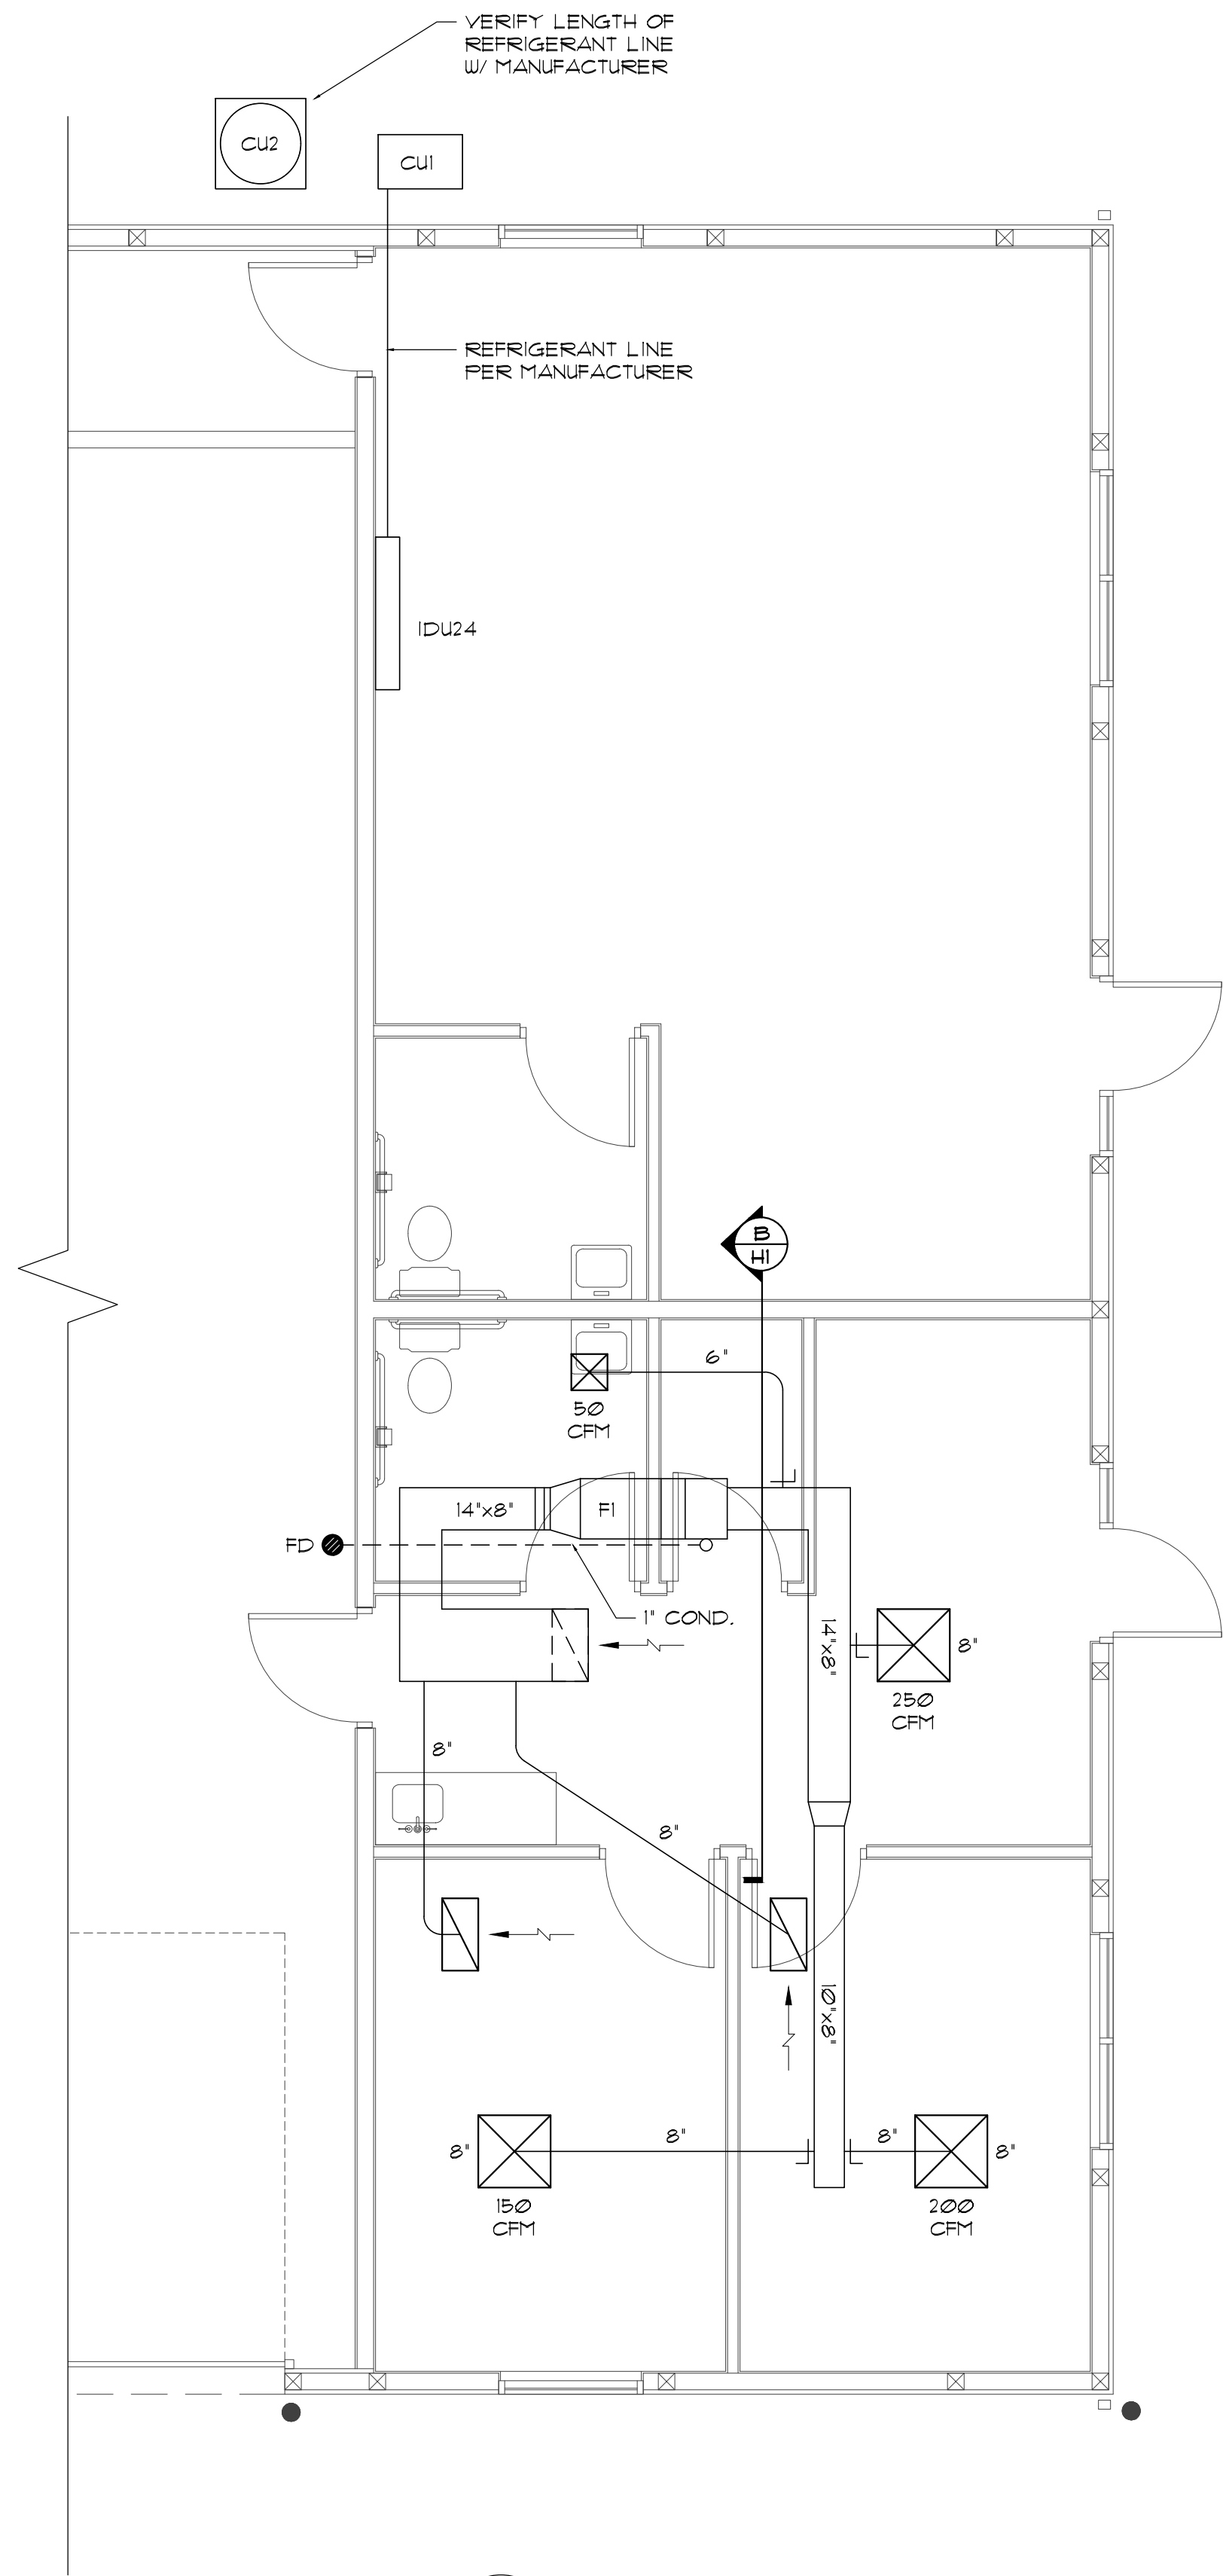 VERIFY LENGTH OF
REFRIGERANT LINE
W/ MANUFACTURER
CU2
CU1
REFRIGERANT LINE
PER MANUFACTURER
IDU24
B
H1
6"
50
CFM
14"x8"
F1
FD
1" COND.
14"x8"
8"
250
CFM
8"
8"
10"x8"
8"
8"
8"
8"
150
CFM
200
CFM